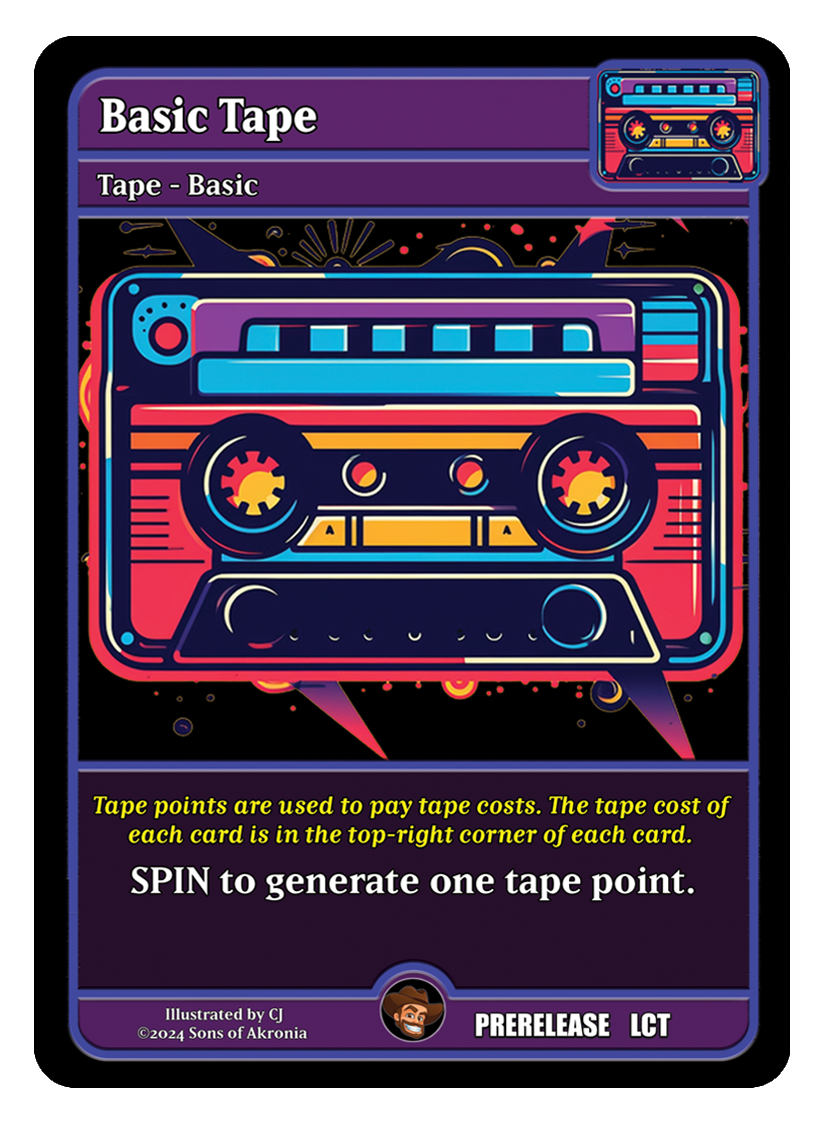 Basic Tape
Tape - Basic
A A
Tape points are used to pay tape costs. The tape cost of
each card is in the top-right corner of each card.
SPIN to generate one tape point.
Illustrated by CJ
©2024 Sons of Akronia
PRERELEASE LCT